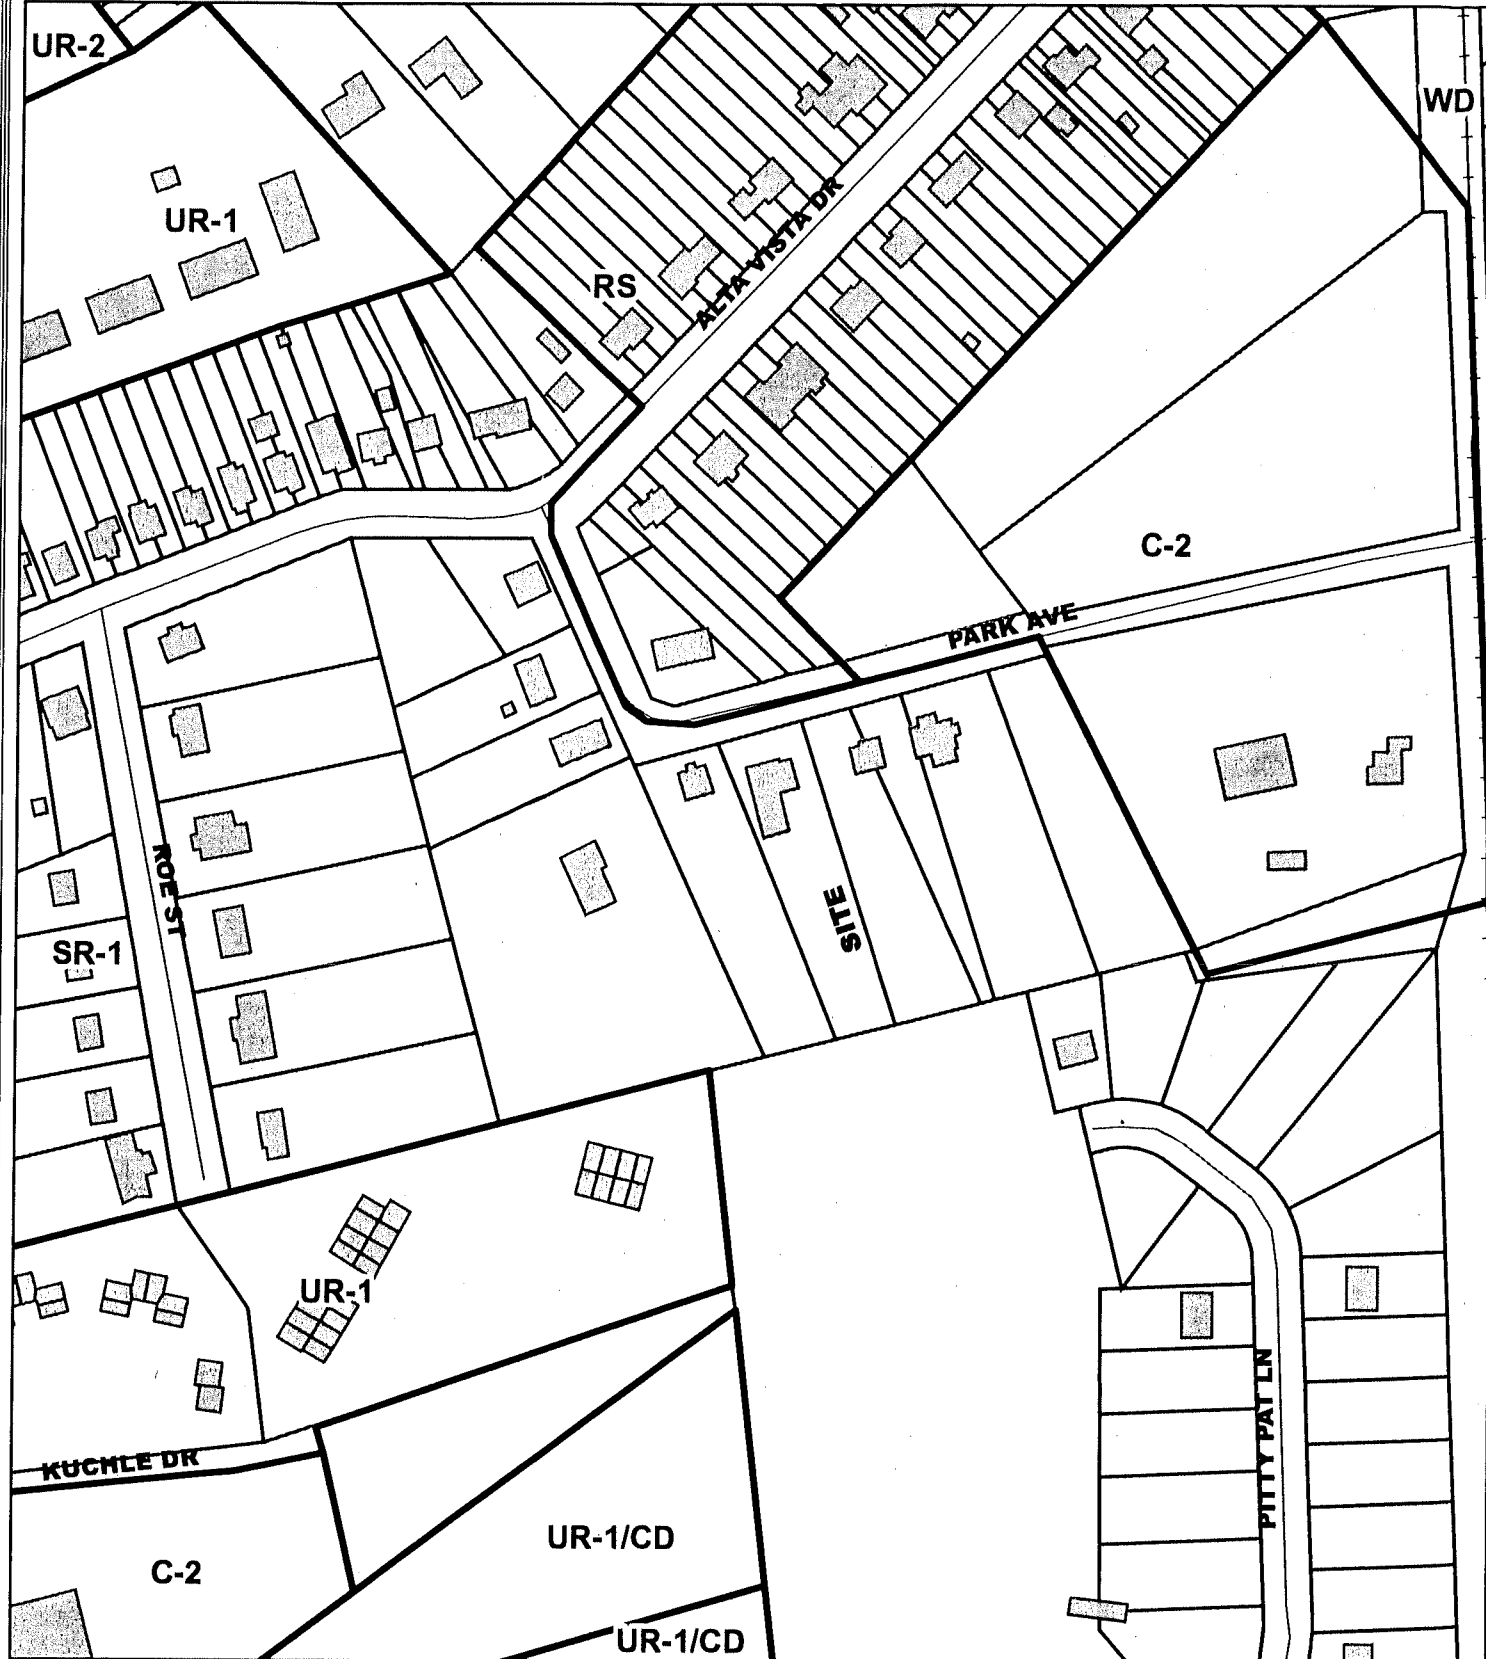 UR-2
WD
UR-1
RS
ALTA VISTA DR
C-2
PARK AVE
ROE ST
SITE
SR-1
UR-1
PITTY PAT LN
KUCHLE DR
UR-1/CD
C-2
UR-1/CD